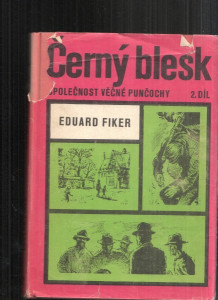 Černý blesk
SPOLEČNOST VĚČNÉ PUNČOCHY 2. DÍL
EDUARD FIKER